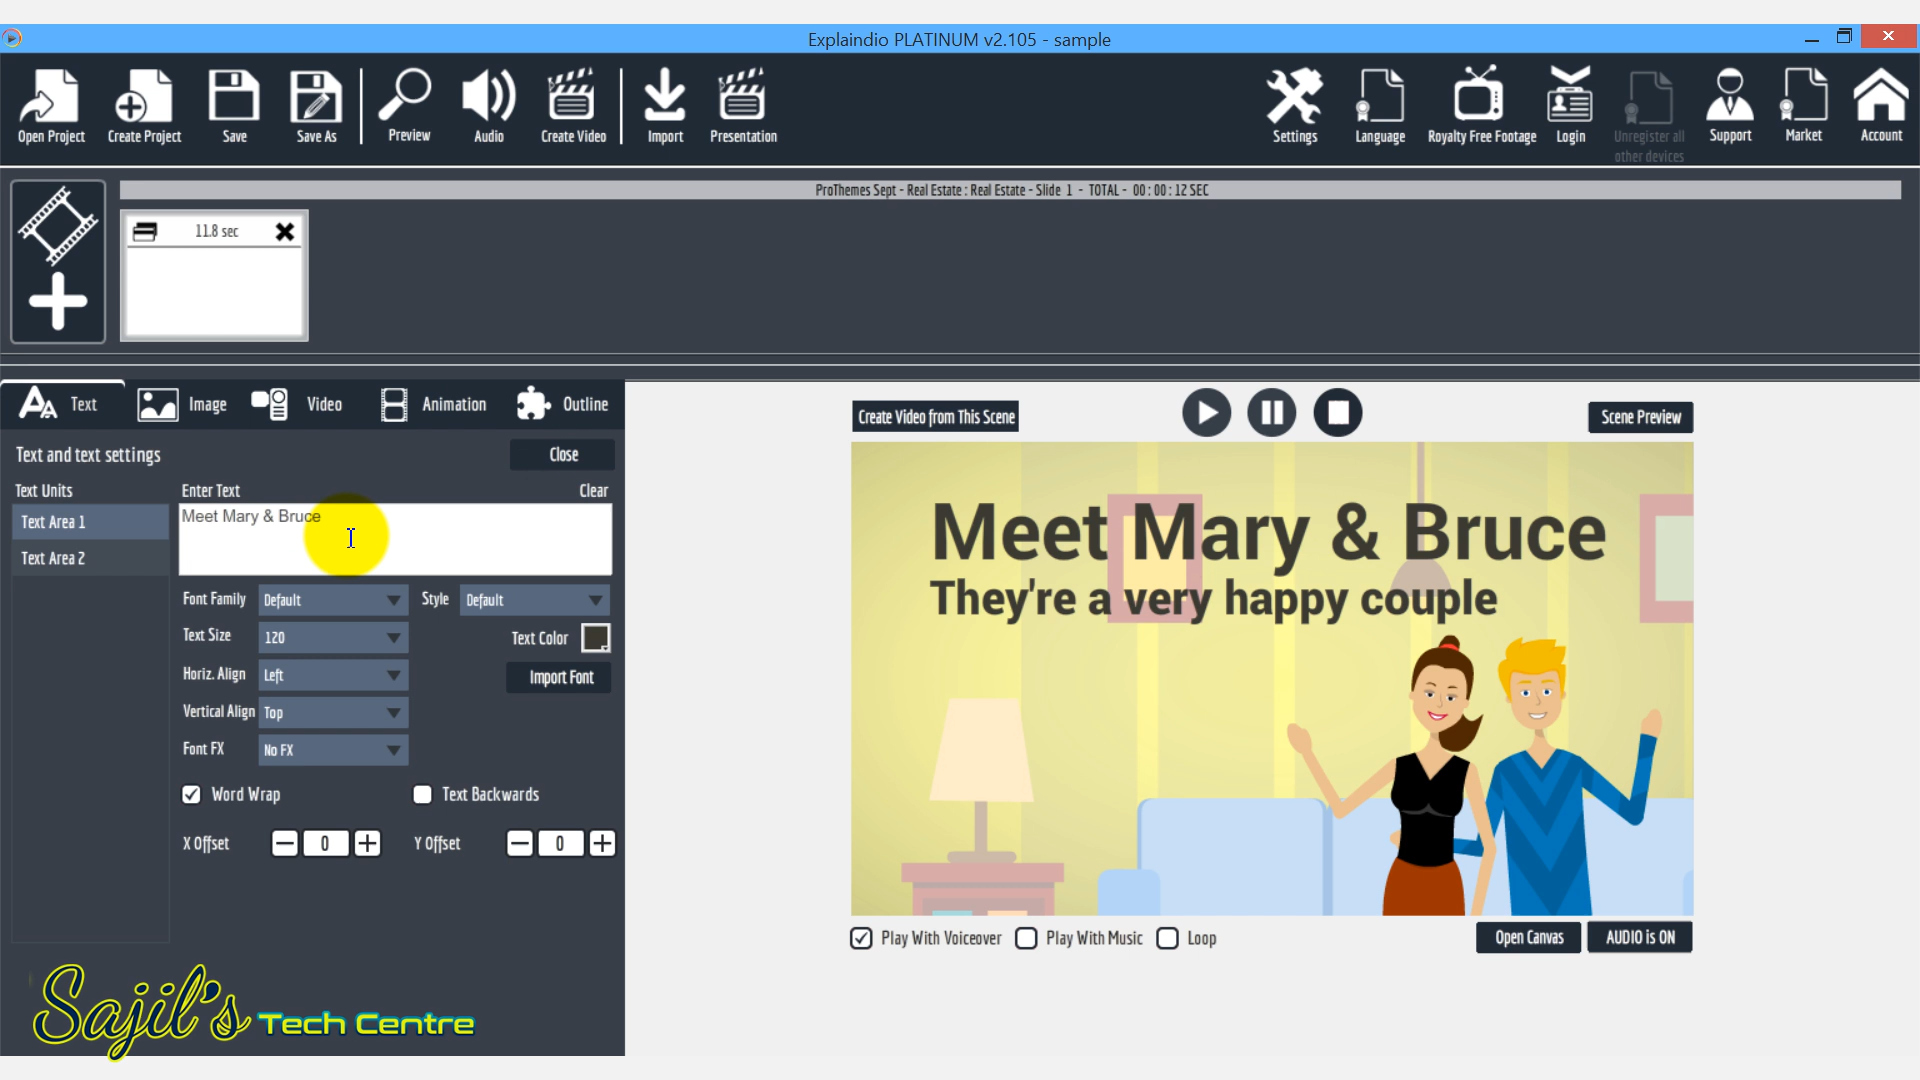 Explaindio PLATINUM v2.105 - sample
Open Project
Create Project
Save
Save As
Preview
Audio
Create Video
Import
Presentation
Settings
Language
Royalty Free Footage
Login
Unregister all
other devices
Support
Market
Account
ProThemes Sept - Real Estate : Real Estate - Slide 1 - TOTAL - 00 : 00 : 12 SEC
11.8 sec
Text
Image
Video
Animation
Outline
Text and text settings
Close
Text Units
Enter Text
Clear
Text Area 1
Text Area 2
Meet Mary & Bruce
Font Family
Default
Style
Default
Text Size
120
Text Color
Horiz. Align
Left
Import Font
Vertical Align
Top
Font FX
No FX
Word Wrap
Text Backwards
X Offset
0
Y Offset
0
Create Video from This Scene
Scene Preview
Meet Mary & Bruce
They're a very happy couple
Play With Voiceover
Play With Music
Loop
Open Canvas
AUDIO is ON
Sajil's Tech Centre